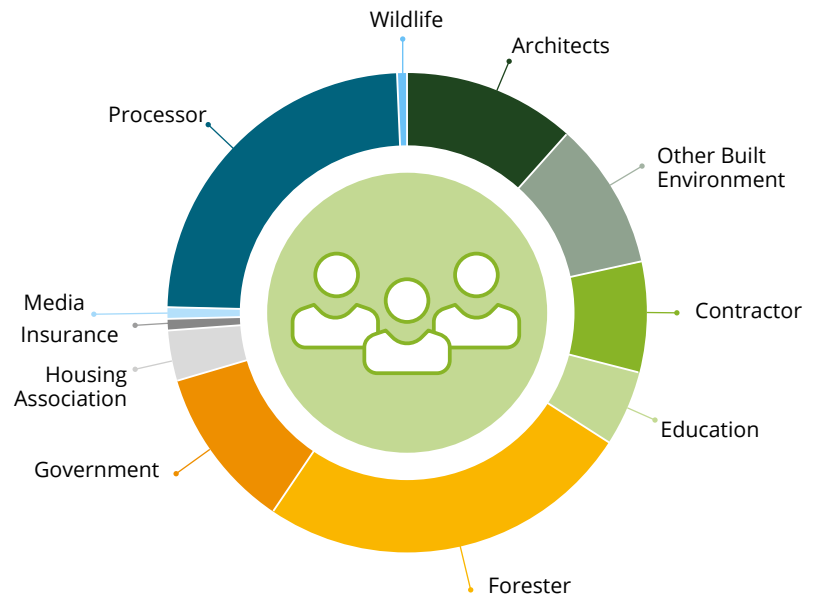 Wildlife
Architects
Processor
Other Built
Environment
Media
Contractor
Insurance
Housing
Association
Education
Government
Forester